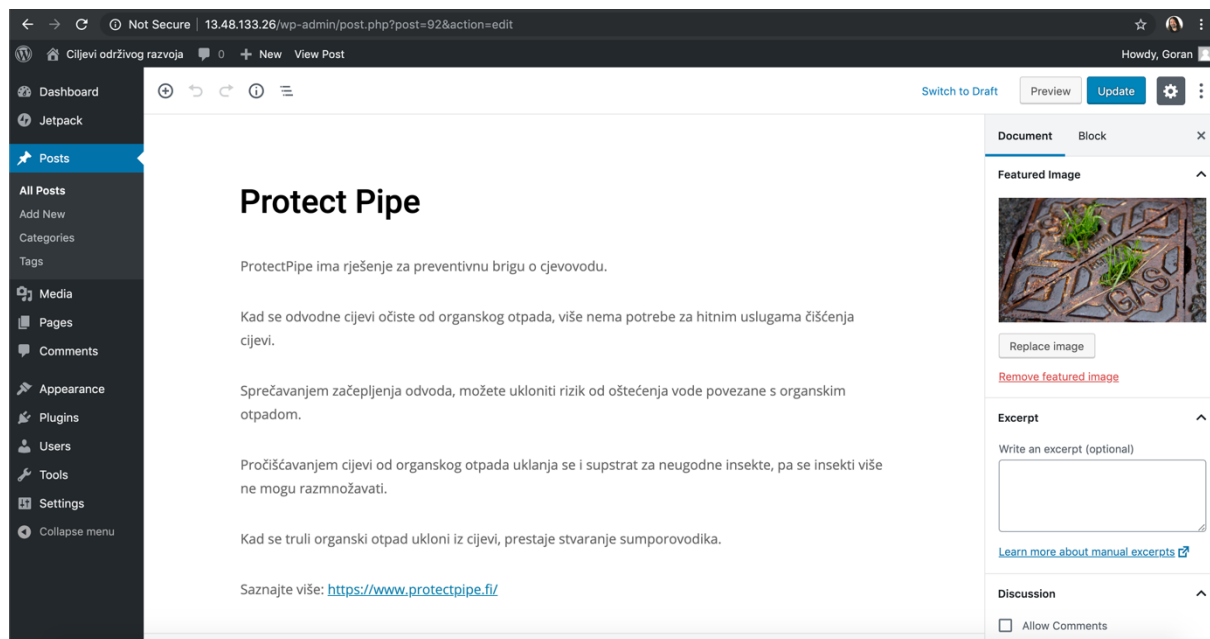 Not Secure | 13.48.133.26/wp-admin/post.php?post=92&action=edit
Ciljevi održivog razvoja 0 + New View Post Howdy, Goran
Dashboard
Jetpack
Posts
All Posts
Add New
Categories
Tags
Media
Pages
Comments
Appearance
Plugins
Users
Tools
Settings
Collapse menu
Switch to Draft Preview Update
Protect Pipe
ProtectPipe ima rješenje za preventivnu brigu o cjevovodu.
Kad se odvodne cijevi očiste od organskog otpada, više nema potrebe za hitnim uslugama čišćenja
cijevi.
Sprečavanjem začepljenja odvoda, možete ukloniti rizik od oštećenja vode povezane s organskim
otpadom.
Pročišćavanjem cijevi od organskog otpada uklanja se i supstrat za neugodne insekte, pa se insekti više
ne mogu razmnožavati.
Kad se truli organski otpad ukloni iz cijevi, prestaje stvaranje sumporovodika.
Saznajte više: https://www.protectpipe.fi/
Document Block
Featured Image
GAS
Replace image
Remove featured image
Excerpt
Write an excerpt (optional)
Learn more about manual excerpts
Discussion
Allow Comments